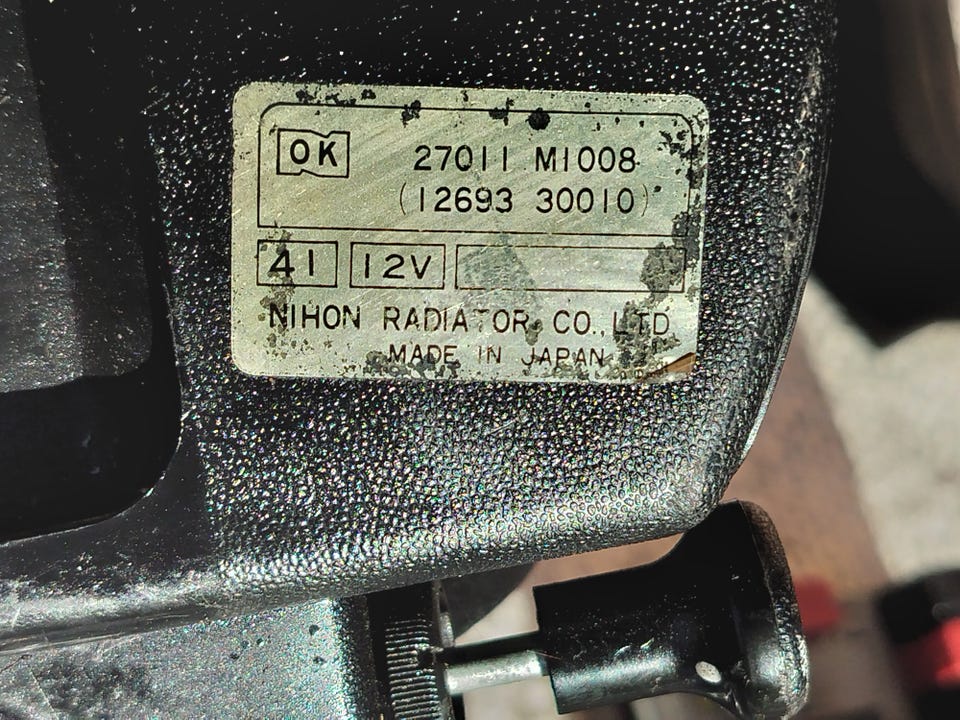 OK 27011 M1008
(12693 30010)
41 12V
NIHON RADIATOR CO., LTD
MADE IN JAPAN